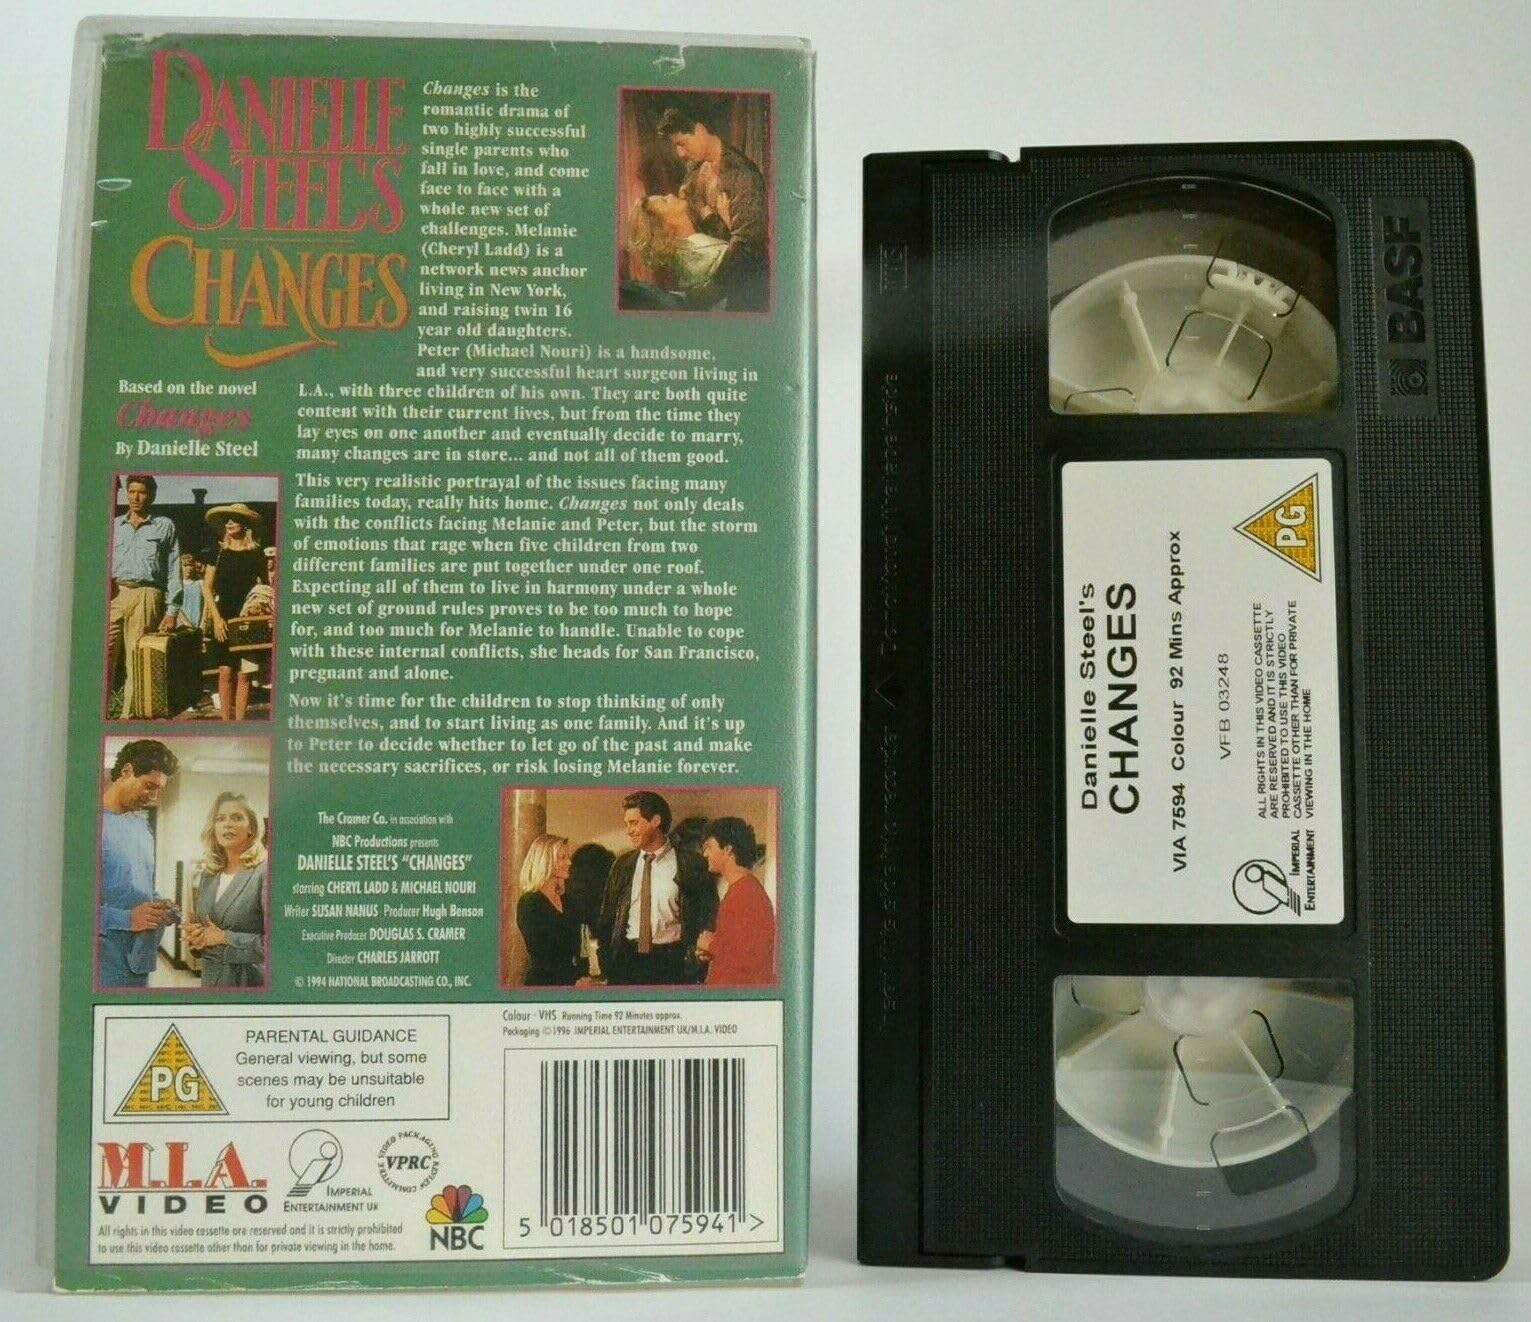 DANIELLE
STEEL'S
CHANGES
Based on the novel
Changes
By Danielle Steel
Changes is the
romantic drama of
two highly successful
single parents who
fall in love, and come
face to face with a
whole new set of
challenges. Melanie
(Cheryl Ladd) is a
network news anchor
living in New York,
and raising twin 16
year old daughters.
Peter (Michael Nouri) is a handsome,
and very successful heart surgeon living in
L.A., with three children of his own. They are both quite
content with their current lives, but from the time they
lay eyes on one another and eventually decide to marry,
many changes are in store... and not all of them good.
This very realistic portrayal of the issues facing many
families today, really hits home. Changes not only deals
with the conflicts facing Melanie and Peter, but the storm
of emotions that rage when five children from two
different families are put together under one roof.
Expecting all of them to live in harmony under a whole
new set of ground rules proves to be too much to hope
for, and too much for Melanie to handle. Unable to cope
with these internal conflicts, she heads for San Francisco,
pregnant and alone.
Now it's time for the children to stop thinking of only
themselves, and to start living as one family. And it's up
to Peter to decide whether to let go of the past and make
the necessary sacrifices, or risk losing Melanie forever.
The Cramer Co. in association with
NBC Productions presents
DANIELLE STEEL'S "CHANGES"
starring CHERYL LADD & MICHAEL NOURI
Writer SUSAN NANUS Producer Hugh Benson
Executive Producer DOUGLAS S. CRAMER
Director CHARLES JARROTT
© 1994 NATIONAL BROADCASTING CO., INC.
PG
PARENTAL GUIDANCE
General viewing, but some
scenes may be unsuitable
for young children
Colour · VHS Running Time 92 Minutes approx.
Packaging © 1996 IMPERIAL ENTERTAINMENT UK/M.I.A. VIDEO
M.I.A.
VIDEO
IMPERIAL
ENTERTAINMENT UK
VIDEO PACKAGING REVIEW COMMITTEE
VPRC
NBC
All rights in this video cassette are reserved and it is strictly prohibited
to use this video cassette other than for private viewing in the home.
5 018501 075941 >
VHS
BASF
Danielle Steel's
CHANGES
VIA 7594 Colour 92 Mins Approx
VFB 03248
PG
ALL RIGHTS IN THIS VIDEO CASSETTE
ARE RESERVED AND IT IS STRICTLY
PROHIBITED TO USE THIS VIDEO
CASSETTE OTHER THAN FOR PRIVATE
VIEWING IN THE HOME
IMPERIAL
ENTERTAINMENT